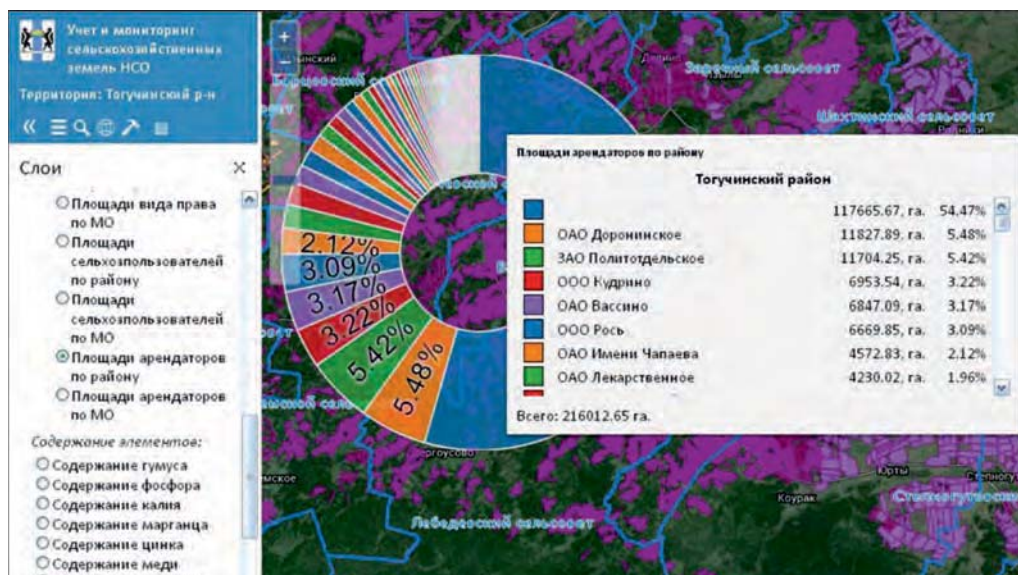 Учет и мониторинг
сельскохозяйственных
земель НСО
Территория: Тогучинский р-н
Слои
Площади вида права
по МО
Площади
сельхозпользователей
по району
Площади
сельхозпользователей
по МО
Площади арендаторов
по району
Площади арендаторов
по МО
Содержание элементов:
Содержание гумуса
Содержание фосфора
Содержание калия
Содержание марганца
Содержание цинка
Содержание меди
2.12%
3.09%
3.17%
3.22%
5.42%
5.48%
Площади арендаторов по району
Тогучинский район
117665.67, га. 54.47%
ОАО Доронинское 11827.89, га. 5.48%
ЗАО Политотдельское 11704.25, га. 5.42%
ООО Кудрино 6953.54, га. 3.22%
ОАО Вассино 6847.09, га. 3.17%
ООО Рось 6669.85, га. 3.09%
ОАО Имени Чапаева 4572.83, га. 2.12%
ОАО Лекарственное 4230.02, га. 1.96%
Всего: 216012.65 га.
Заречный сельсовет
Шахтинский сельсовет
Юрты
Коурак
Лебедевский сельсовет